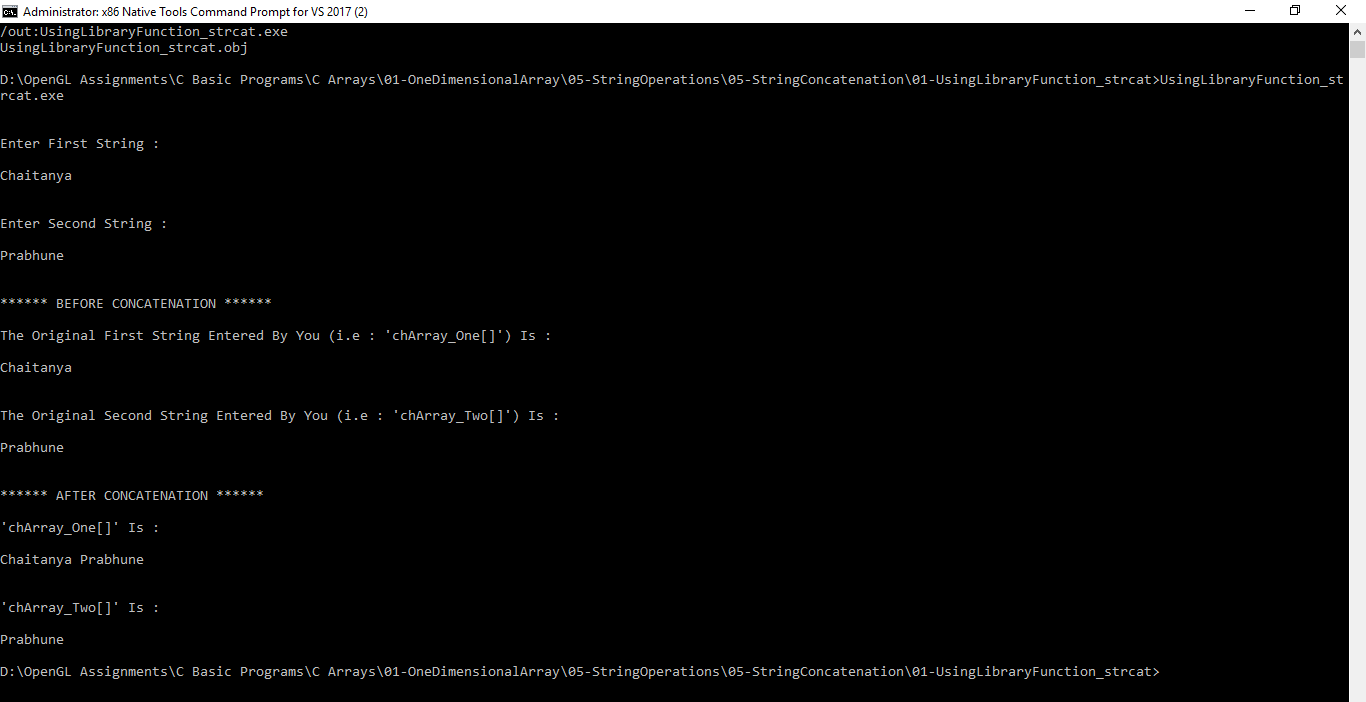 Administrator: x86 Native Tools Command Prompt for VS 2017 (2)
/out:UsingLibraryFunction_strcat.exe
UsingLibraryFunction_strcat.obj
D:\OpenGL Assignments\C Basic Programs\C Arrays\01-OneDimensionalArray\05-StringOperations\05-StringConcatenation\01-UsingLibraryFunction_strcat>UsingLibraryFunction_st
rcat.exe
Enter First String :
Chaitanya
Enter Second String :
Prabhune
****** BEFORE CONCATENATION ******
The Original First String Entered By You (i.e : 'chArray_One[]') Is :
Chaitanya
The Original Second String Entered By You (i.e : 'chArray_Two[]') Is :
Prabhune
****** AFTER CONCATENATION ******
'chArray_One[]' Is :
Chaitanya Prabhune
'chArray_Two[]' Is :
Prabhune
D:\OpenGL Assignments\C Basic Programs\C Arrays\01-OneDimensionalArray\05-StringOperations\05-StringConcatenation\01-UsingLibraryFunction_strcat>